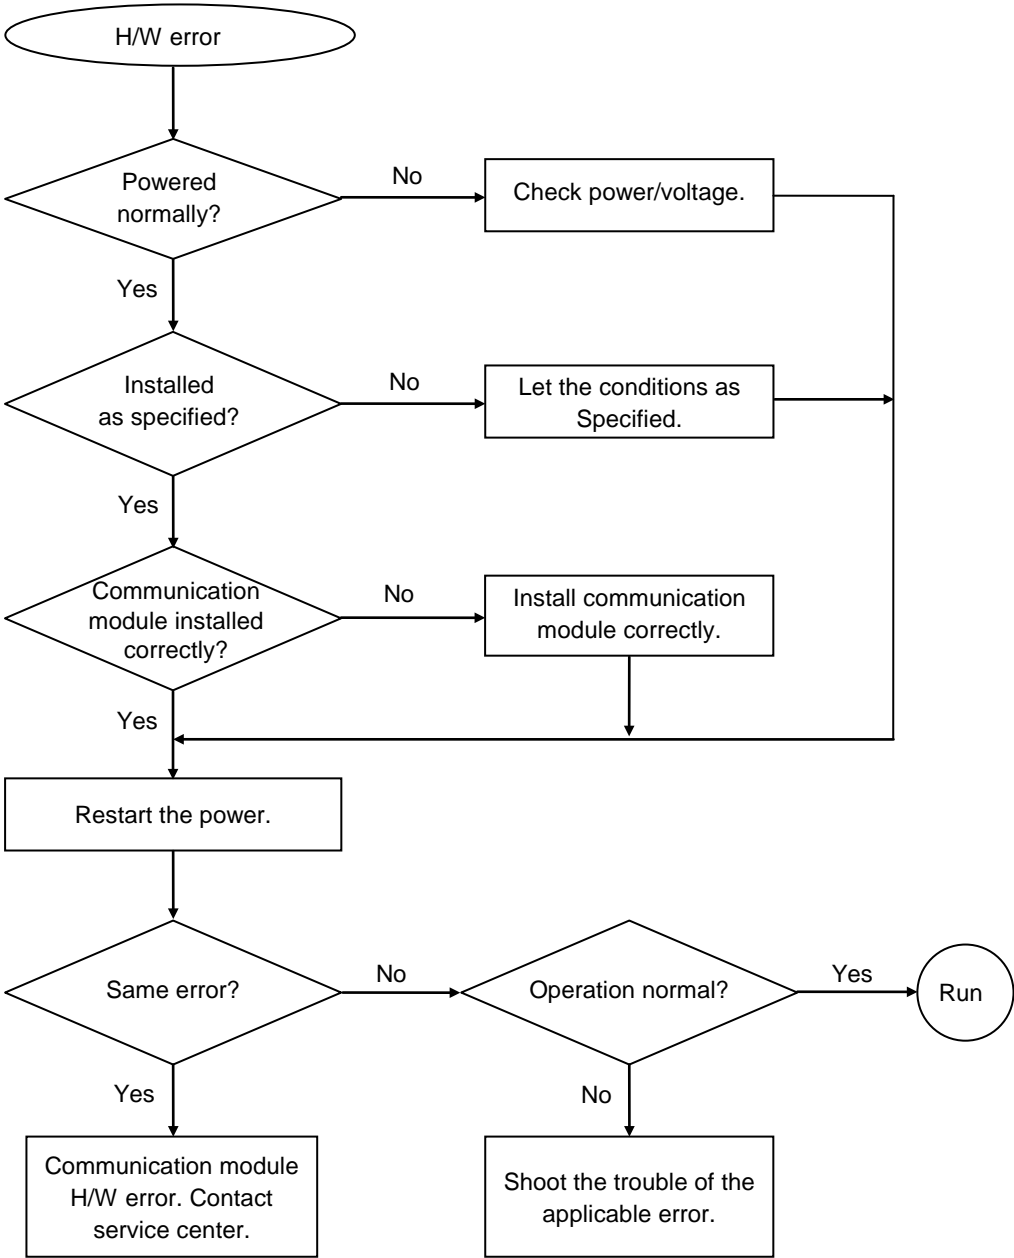 H/W error
Powered
normally?
No
Check power/voltage.
Yes
Installed
as specified?
No
Let the conditions as
Specified.
Yes
Communication
module installed
correctly?
No
Install communication
module correctly.
Yes
Restart the power.
Same error?
No
Operation normal?
Yes
Run
Yes
Communication module
H/W error. Contact
service center.
No
Shoot the trouble of the
applicable error.